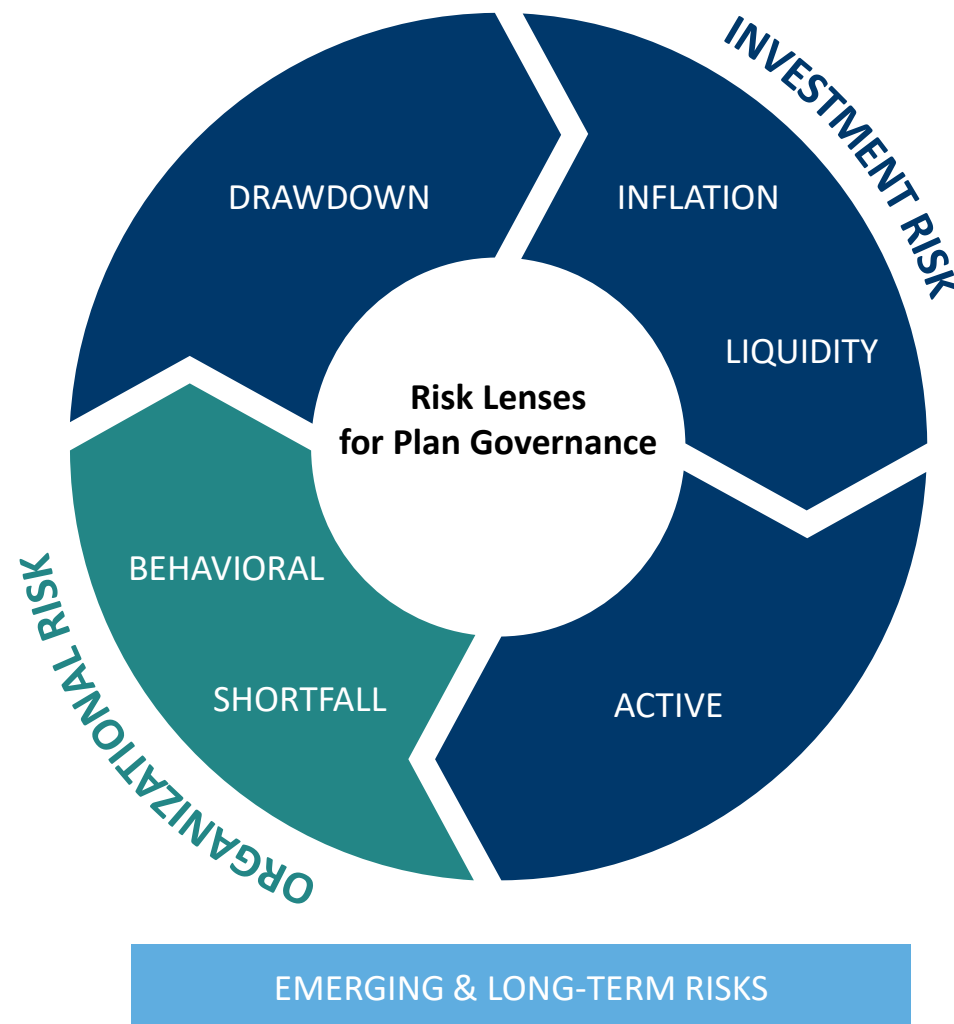 INVESTMENT RISK
DRAWDOWN
INFLATION
LIQUIDITY
Risk Lenses
for Plan Governance
BEHAVIORAL
SHORTFALL
ACTIVE
ORGANIZATIONAL RISK
EMERGING & LONG-TERM RISKS